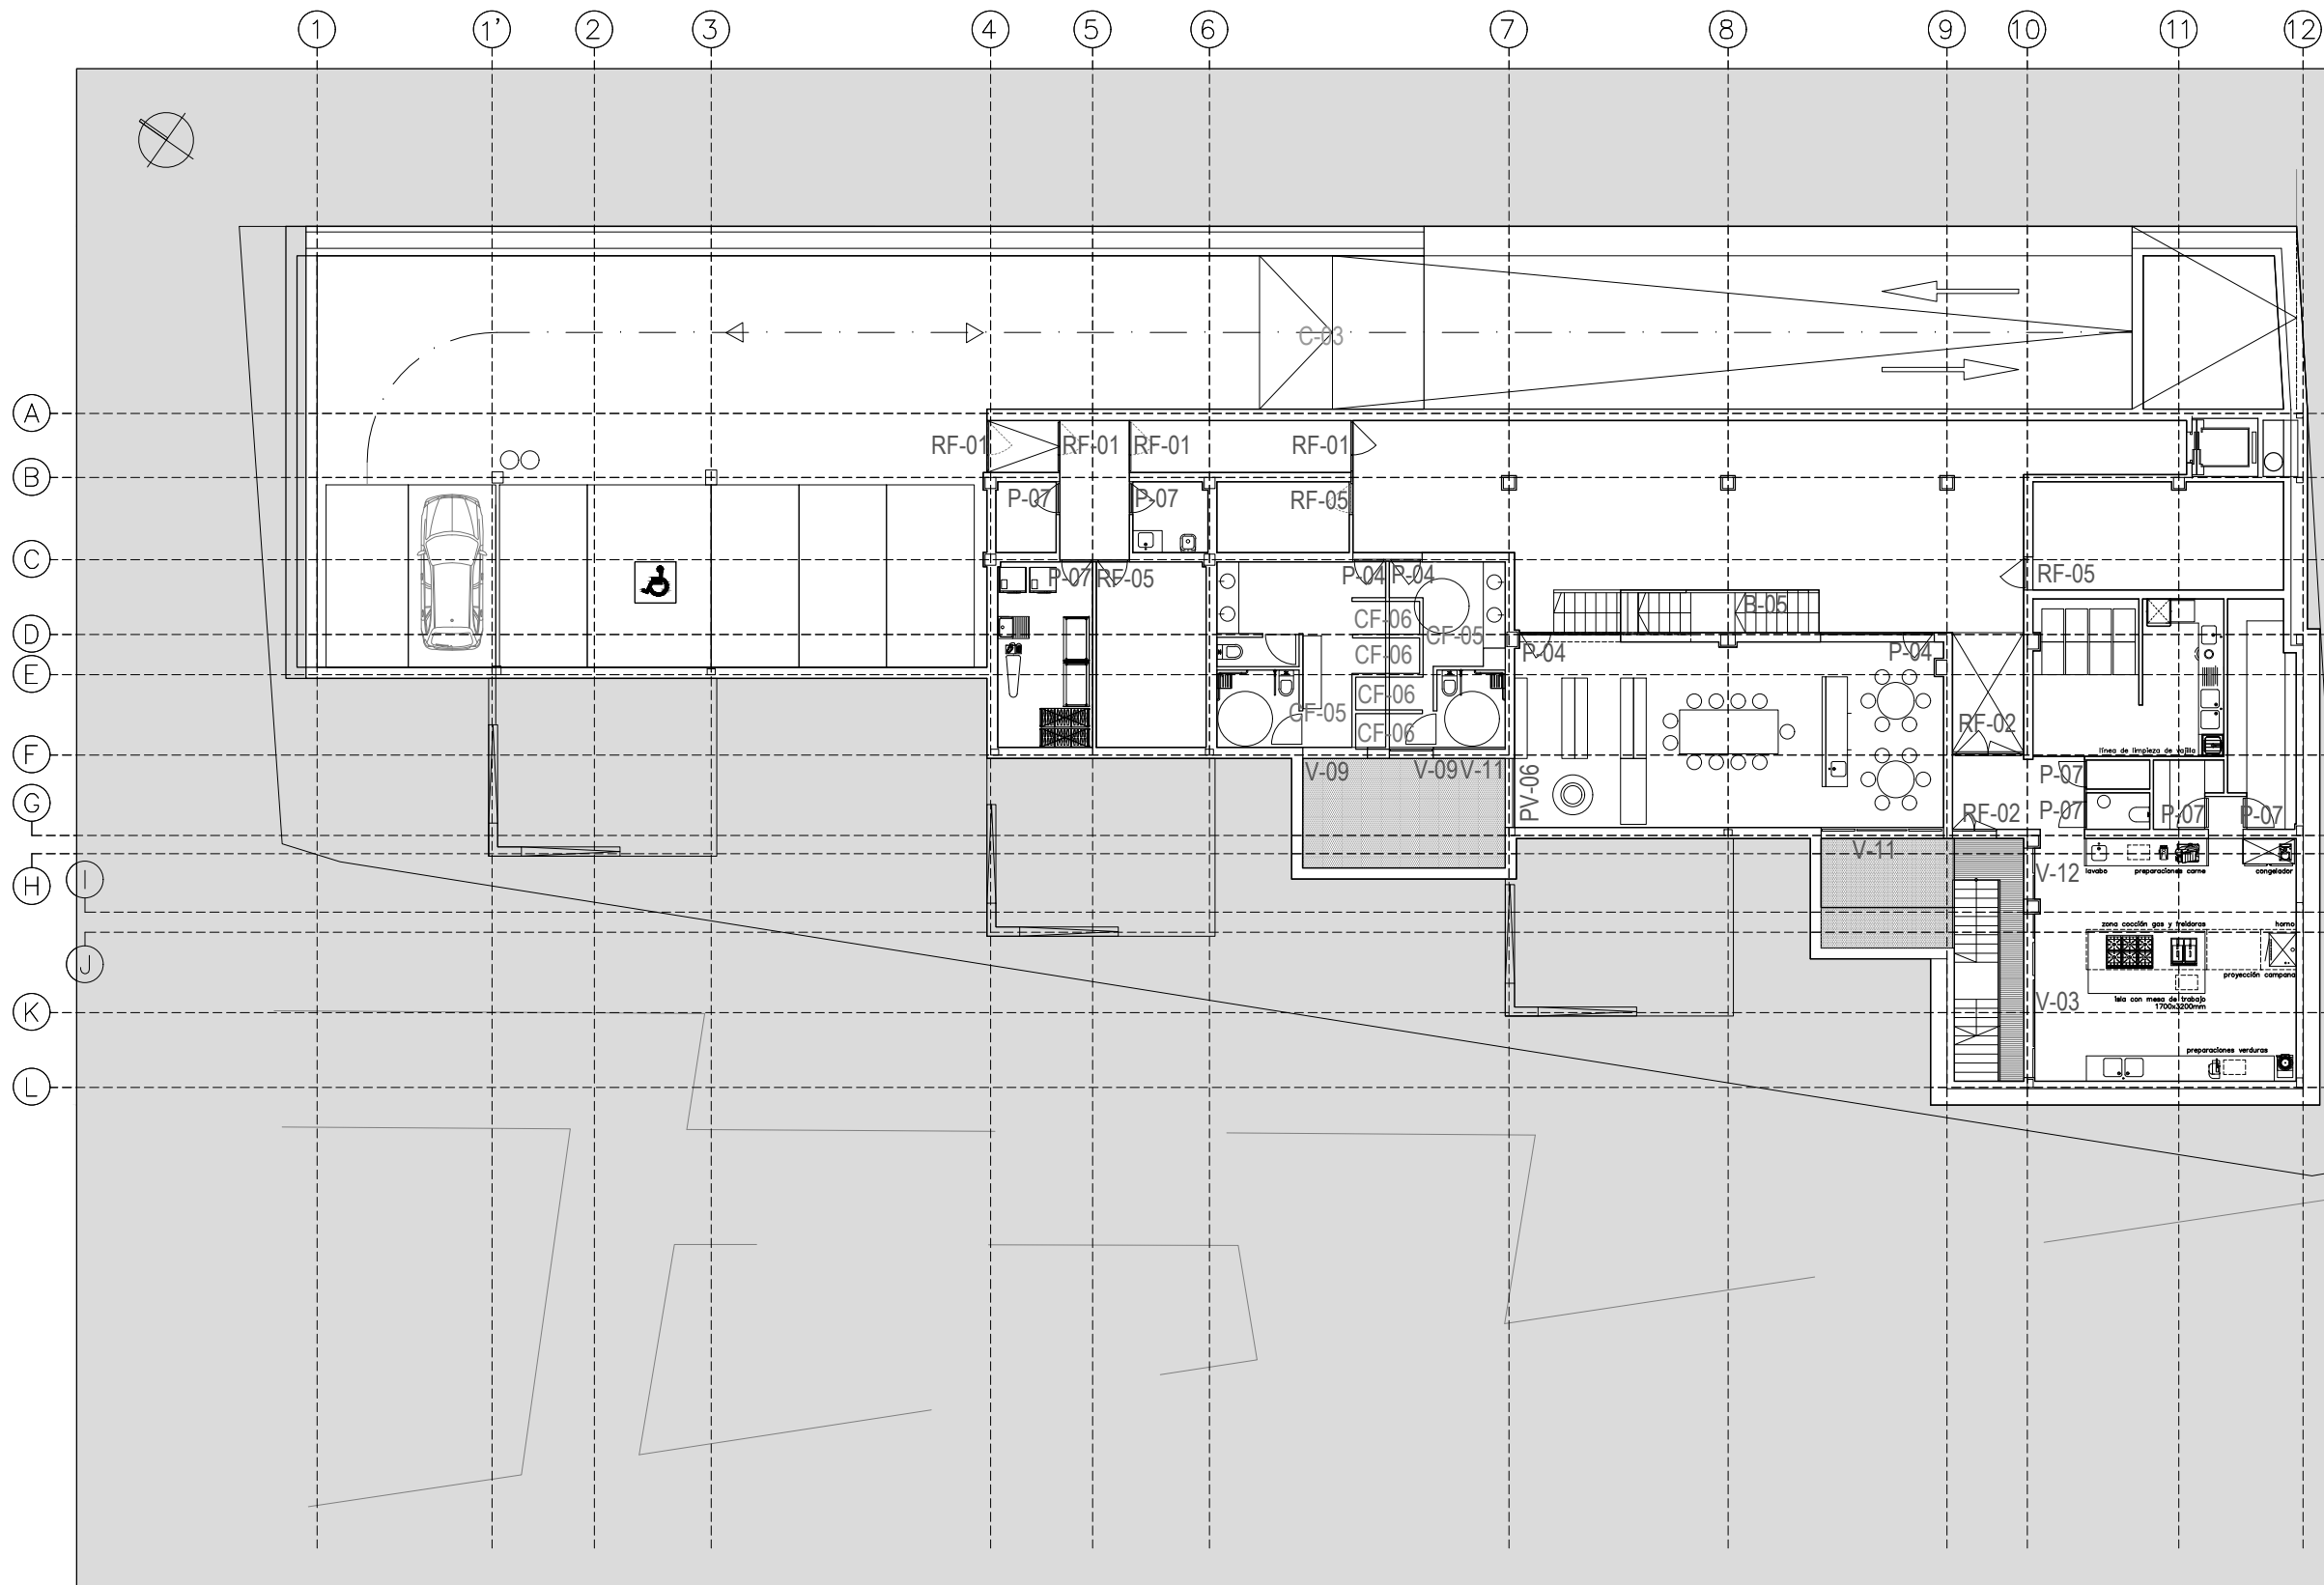 1 1' 2 3 4 5 6 7 8 9 10 11 12
C-03
A
RF-01 RF-01 RF-01 RF-01
B
P-07 P-07 RF-05
C
P-07 RF-05 P-04 P-04 RF-05
B-05
CF-06
D
CF-05
CF-06 P-04 P-04
E
CF-06
CF-05
CF-06 RF-02
línea de limpieza de vajilla
F
V-09 V-09 V-11 PV-06 P-07
G
P-07 RF-02 P-07 P-07
V-11
H
I
lavabo preparaciones carne congelador
V-12
zona cocción gas y freidoras horno
J
proyección campana
isla con mesa de trabajo
1700x3200mm
V-03
K
preparaciones verduras
L